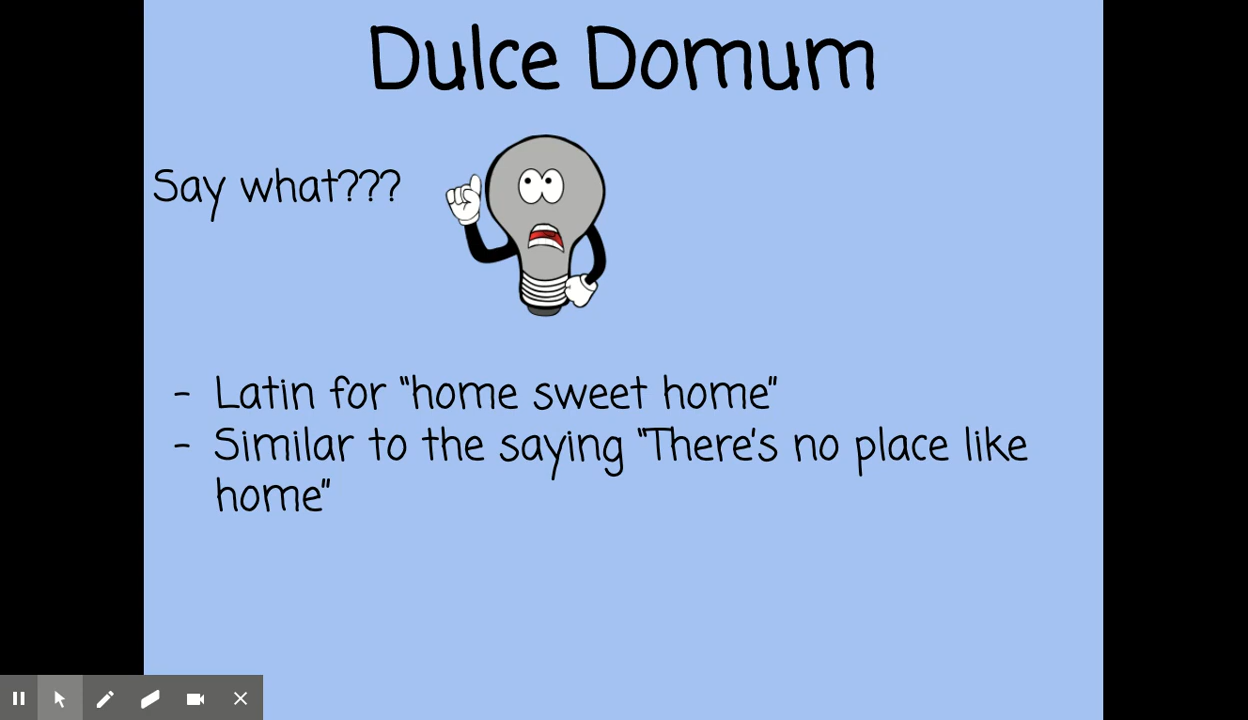 Dulce Domum
Say what???
- Latin for "home sweet home"
- Similar to the saying "There's no place like
home"